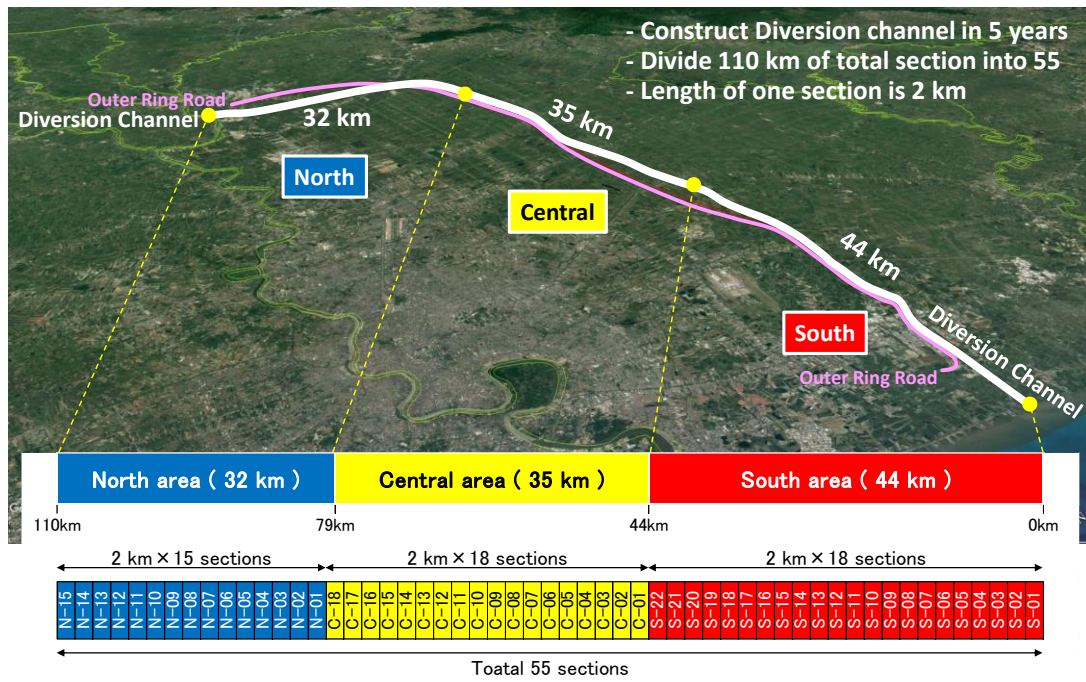 - Construct Diversion channel in 5 years
- Divide 110 km of total section into 55
- Length of one section is 2 km
Outer Ring Road
Diversion Channel
32 km
35 km
North
Central
44 km
South
Diversion Channel
Outer Ring Road
North area ( 32 km )
Central area ( 35 km )
South area ( 44 km )
110km
79km
44km
0km
2 km×15 sections
2 km×18 sections
2 km×18 sections
N-15
N-14
N-13
N-12
N-11
N-10
N-09
N-08
N-07
N-06
N-05
N-04
N-03
N-02
N-01
C-18
C-17
C-16
C-15
C-14
C-13
C-12
C-11
C-10
C-09
C-08
C-07
C-06
C-05
C-04
C-03
C-02
C-01
S-22
S-21
S-20
S-19
S-18
S-17
S-16
S-15
S-14
S-13
S-12
S-11
S-10
S-09
S-08
S-07
S-06
S-05
S-04
S-03
S-02
S-01
Toatal 55 sections